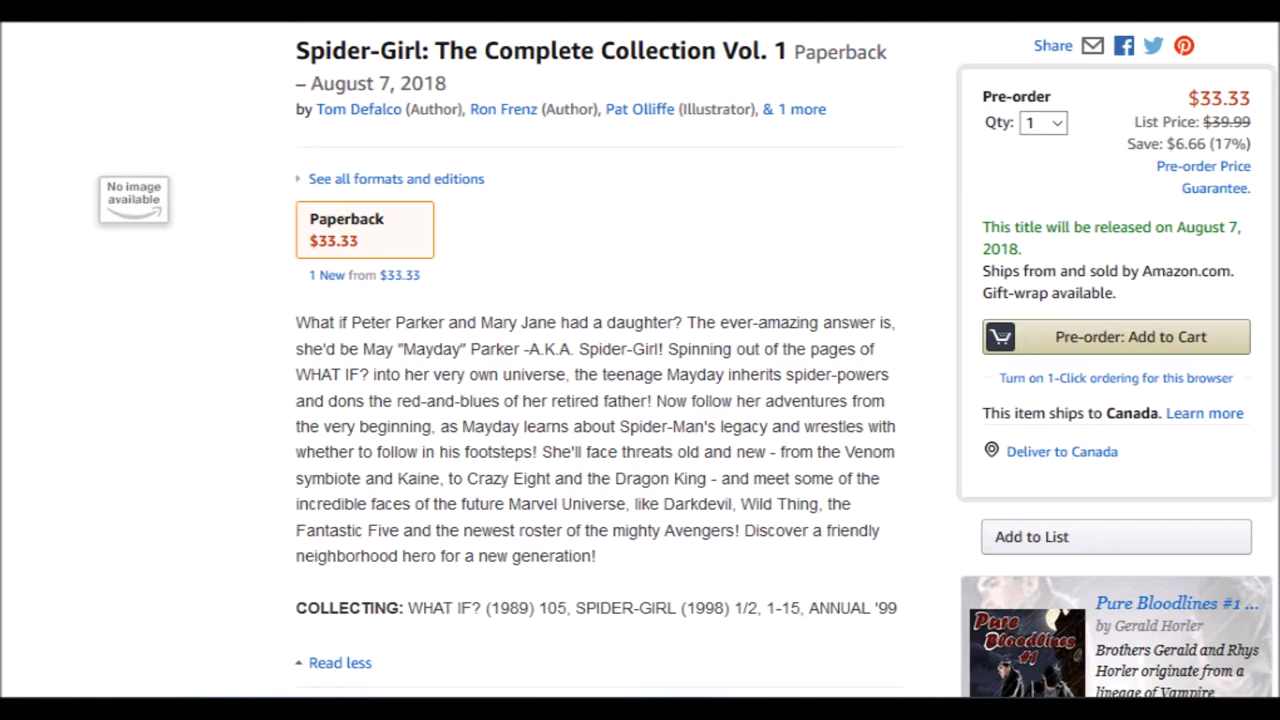 Spider-Girl: The Complete Collection Vol. 1 Paperback
– August 7, 2018
by Tom Defalco (Author), Ron Frenz (Author), Pat Olliffe (Illustrator), & 1 more
No image
available
See all formats and editions
Paperback
$33.33
1 New from $33.33
What if Peter Parker and Mary Jane had a daughter? The ever-amazing answer is,
she'd be May "Mayday" Parker -A.K.A. Spider-Girl! Spinning out of the pages of
WHAT IF? into her very own universe, the teenage Mayday inherits spider-powers
and dons the red-and-blues of her retired father! Now follow her adventures from
the very beginning, as Mayday learns about Spider-Man's legacy and wrestles with
whether to follow in his footsteps! She'll face threats old and new - from the Venom
symbiote and Kaine, to Crazy Eight and the Dragon King - and meet some of the
incredible faces of the future Marvel Universe, like Darkdevil, Wild Thing, the
Fantastic Five and the newest roster of the mighty Avengers! Discover a friendly
neighborhood hero for a new generation!
COLLECTING: WHAT IF? (1989) 105, SPIDER-GIRL (1998) 1/2, 1-15, ANNUAL '99
Read less
Share
Pre-order $33.33
Qty: 1 List Price: $39.99
Save: $6.66 (17%)
Pre-order Price
Guarantee.
This title will be released on August 7,
2018.
Ships from and sold by Amazon.com.
Gift-wrap available.
Pre-order: Add to Cart
Turn on 1-Click ordering for this browser
This item ships to Canada. Learn more
Deliver to Canada
Add to List
Pure Bloodlines #1 ...
by Gerald Horler
Brothers Gerald and Rhys
Horler originate from a
lineage of Vampire
Pure
Bloodlines
#1